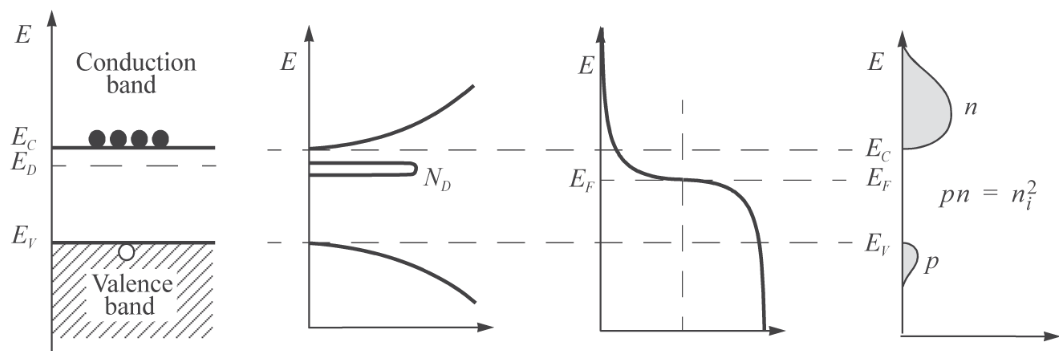 E
Conduction
band
E_C
E_D
E_V
Valence
band
E
N_D
E
E_F
E
n
E_C
E_F
pn = n_i^2
E_V
p